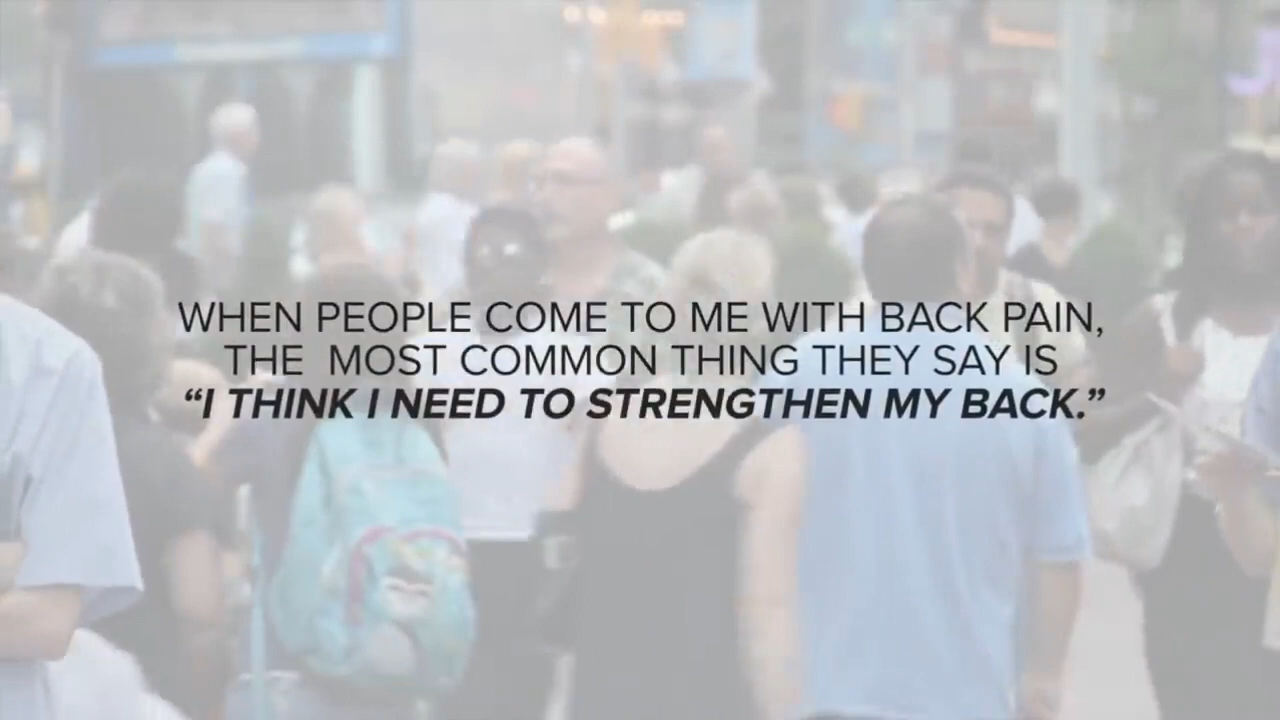 WHEN PEOPLE COME TO ME WITH BACK PAIN,
THE  MOST COMMON THING THEY SAY IS
“I THINK I NEED TO STRENGTHEN MY BACK.”